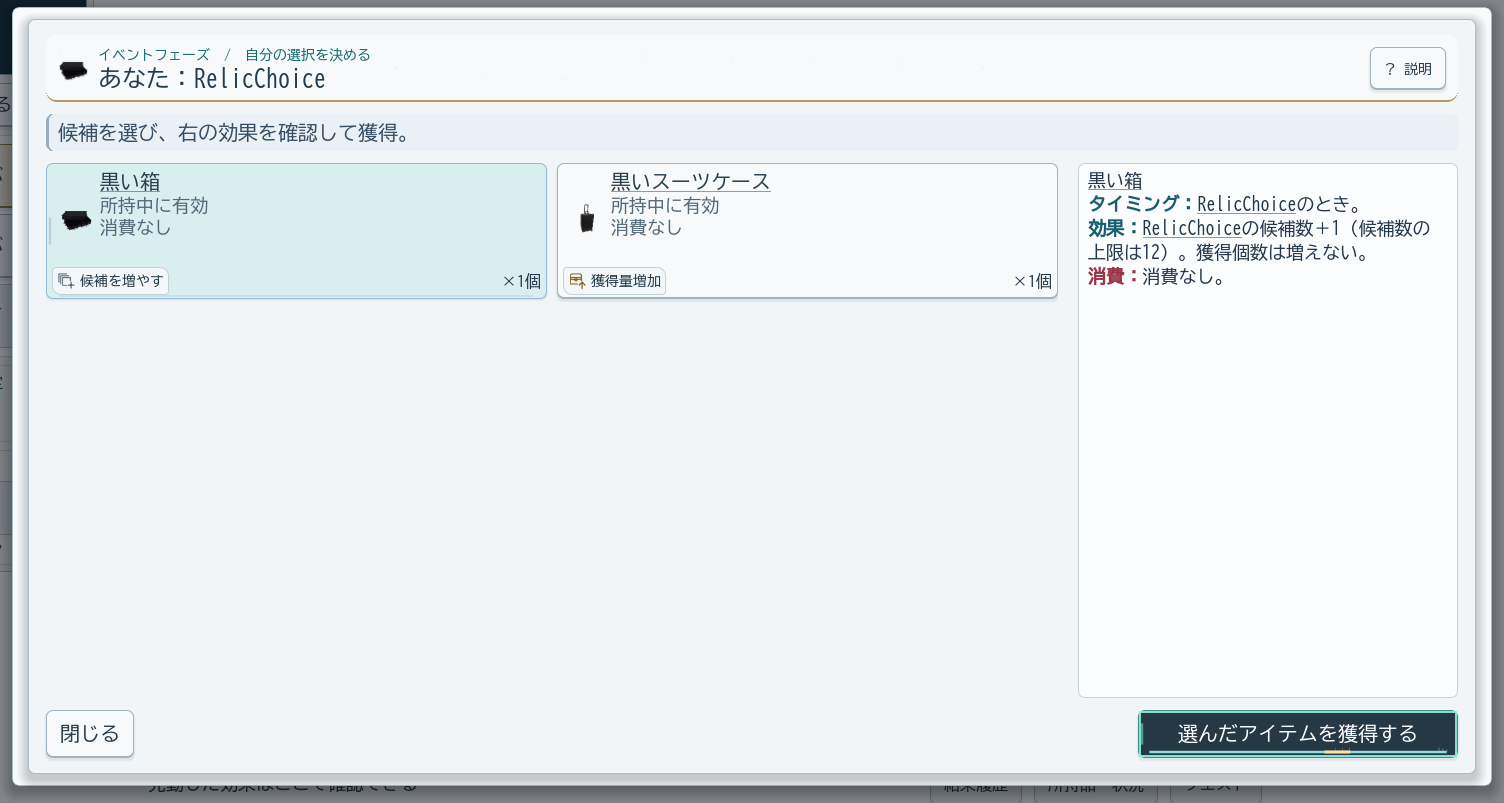 イベントフェーズ / 自分の選択を決める
あなた：RelicChoice
? 説明
候補を選び、右の効果を確認して獲得。
黒い箱
所持中に有効
消費なし
候補を増やす
×1個
黒いスーツケース
所持中に有効
消費なし
獲得量増加
×1個
黒い箱
タイミング：RelicChoiceのとき。
効果：RelicChoiceの候補数＋1（候補数の
上限は12）。獲得個数は増えない。
消費：消費なし。
閉じる
選んだアイテムを獲得する